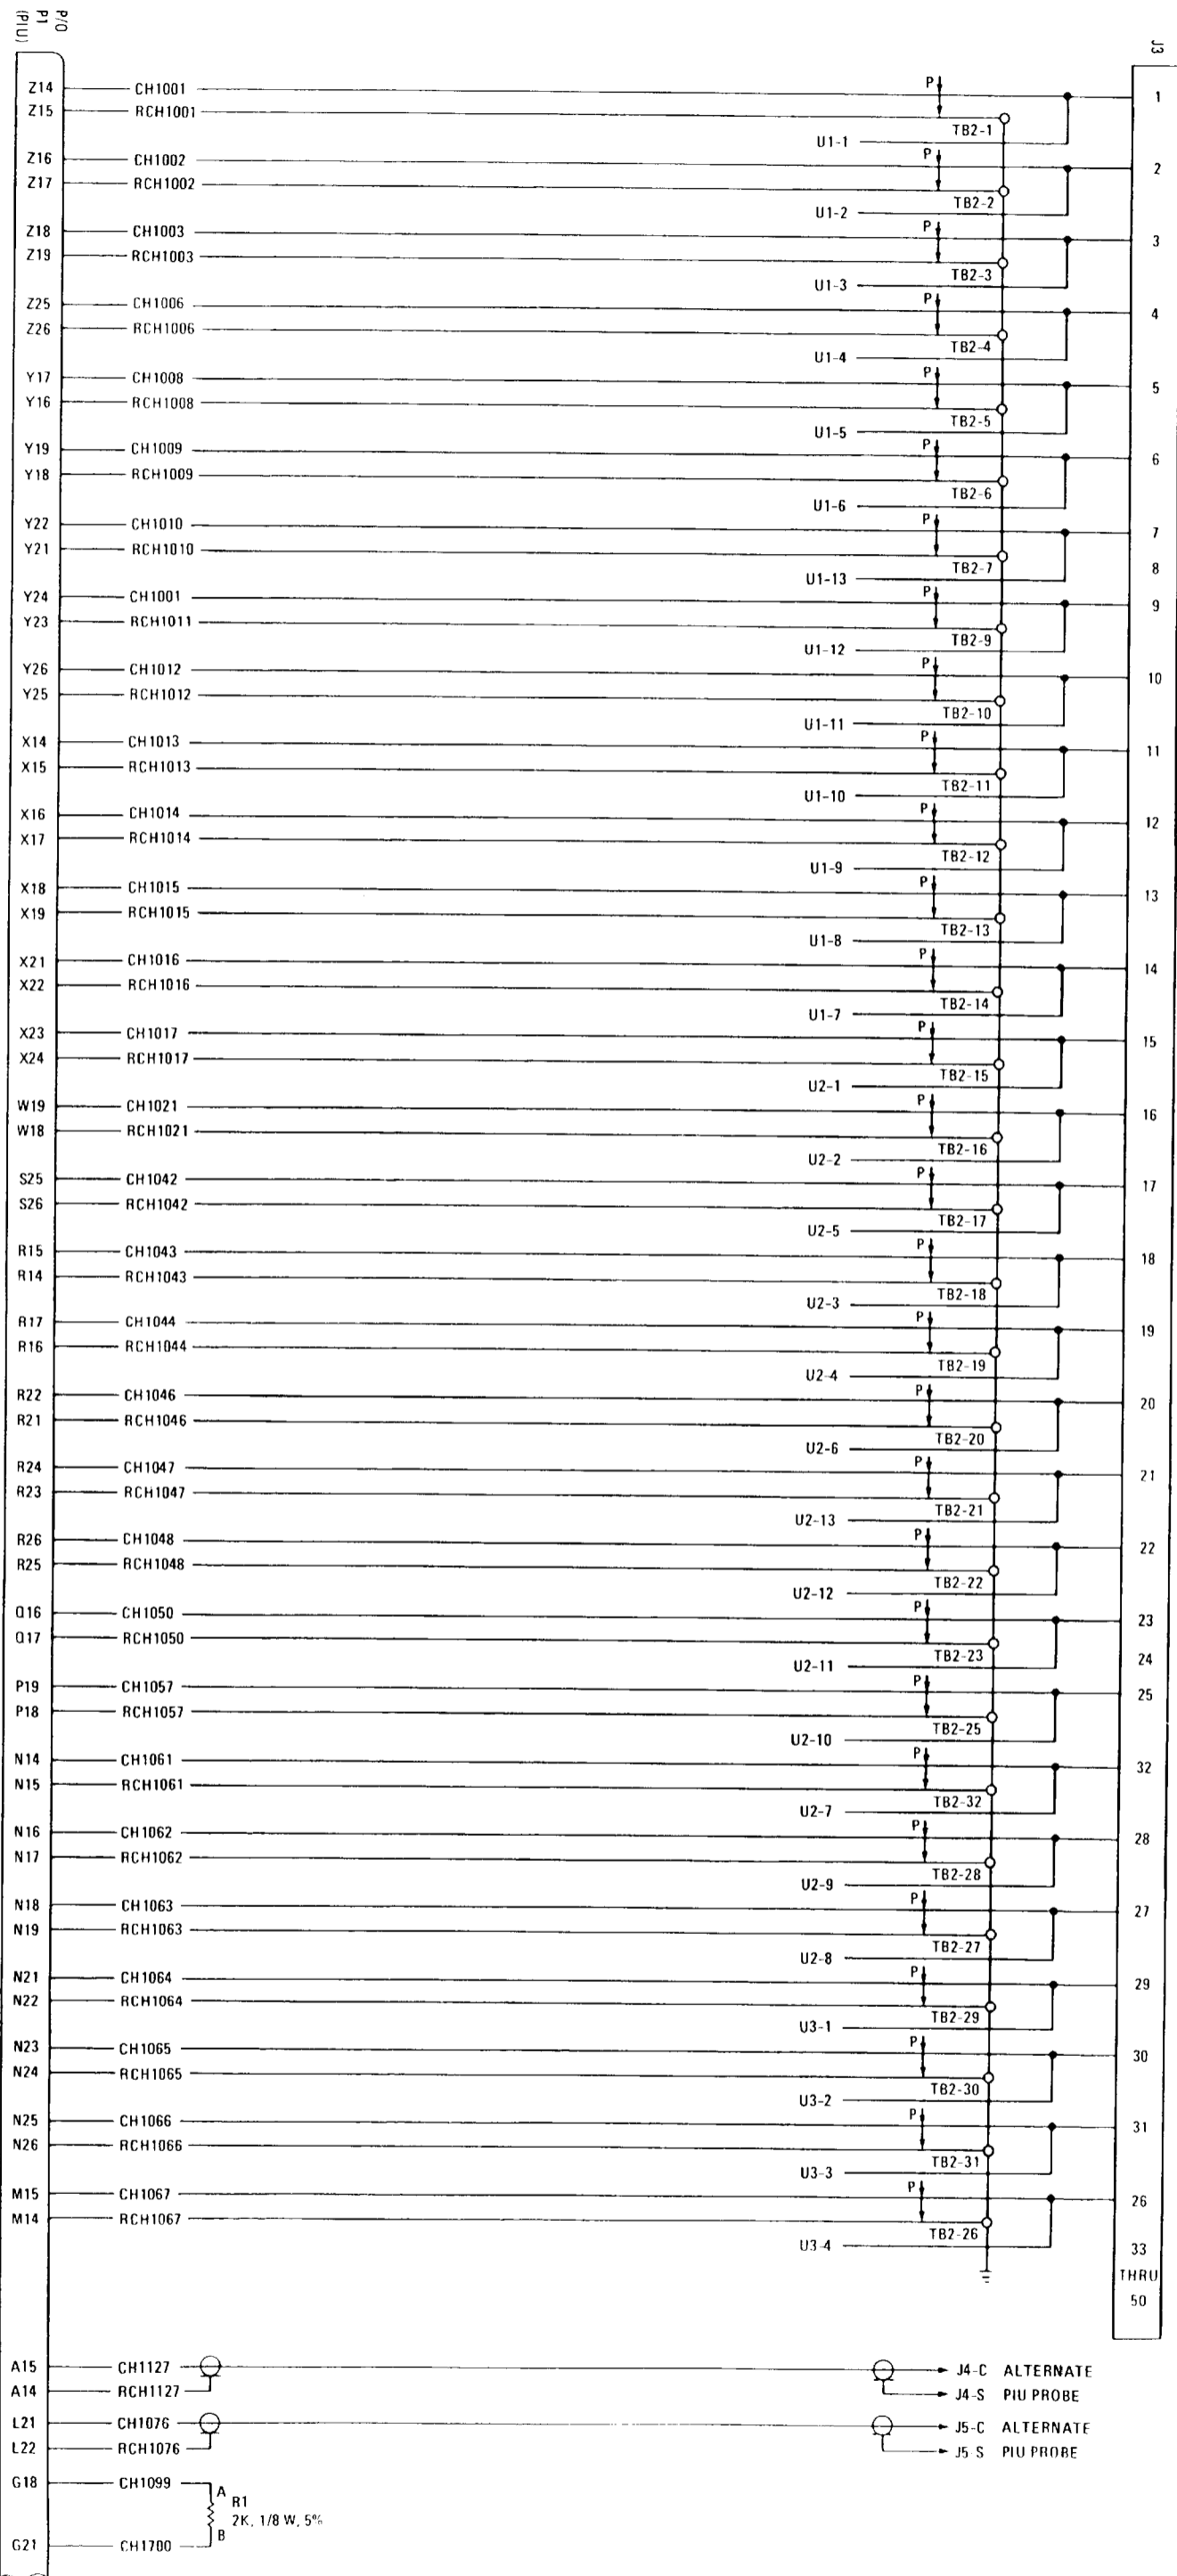 P/O
P1
(PIU)
J3
Z14 CH1001 P 1
Z15 RCH1001 TB2-1
U1-1
Z16 CH1002 P 2
Z17 RCH1002 TB2-2
U1-2
Z18 CH1003 P 3
Z19 RCH1003 TB2-3
U1-3
Z25 CH1006 P 4
Z26 RCH1006 TB2-4
U1-4
Y17 CH1008 P 5
Y16 RCH1008 TB2-5
U1-5
Y19 CH1009 P 6
Y18 RCH1009 TB2-6
U1-6
Y22 CH1010 P 7
Y21 RCH1010 TB2-7 8
U1-13
Y24 CH1001 P 9
Y23 RCH1011 TB2-9
U1-12
Y26 CH1012 P 10
Y25 RCH1012 TB2-10
U1-11
X14 CH1013 P 11
X15 RCH1013 TB2-11
U1-10
X16 CH1014 P 12
X17 RCH1014 TB2-12
U1-9
X18 CH1015 P 13
X19 RCH1015 TB2-13
U1-8
X21 CH1016 P 14
X22 RCH1016 TB2-14
U1-7
X23 CH1017 P 15
X24 RCH1017 TB2-15
U2-1
W19 CH1021 P 16
W18 RCH1021 TB2-16
U2-2
S25 CH1042 P 17
S26 RCH1042 TB2-17
U2-5
R15 CH1043 P 18
R14 RCH1043 TB2-18
U2-3
R17 CH1044 P 19
R16 RCH1044 TB2-19
U2-4
R22 CH1046 P 20
R21 RCH1046 TB2-20
U2-6
R24 CH1047 P 21
R23 RCH1047 TB2-21
U2-13
R26 CH1048 P 22
R25 RCH1048 TB2-22
U2-12
Q16 CH1050 P 23
Q17 RCH1050 TB2-23 24
U2-11
P19 CH1057 P 25
P18 RCH1057 TB2-25
U2-10
N14 CH1061 P 32
N15 RCH1061 TB2-32
U2-7
N16 CH1062 P 28
N17 RCH1062 TB2-28
U2-9
N18 CH1063 P 27
N19 RCH1063 TB2-27
U2-8
N21 CH1064 P 29
N22 RCH1064 TB2-29
U3-1
N23 CH1065 P 30
N24 RCH1065 TB2-30
U3-2
N25 CH1066 P 31
N26 RCH1066 TB2-31
U3-3
M15 CH1067 P 26
M14 RCH1067 TB2-26
U3-4 33
THRU
50
A15 CH1127 J4-C ALTERNATE
A14 RCH1127 J4-S PIU PROBE
L21 CH1076 J5-C ALTERNATE
L22 RCH1076 J5-S PIU PROBE
G18 CH1099 A
R1
2K, 1/8 W, 5%
B
G21 CH1700